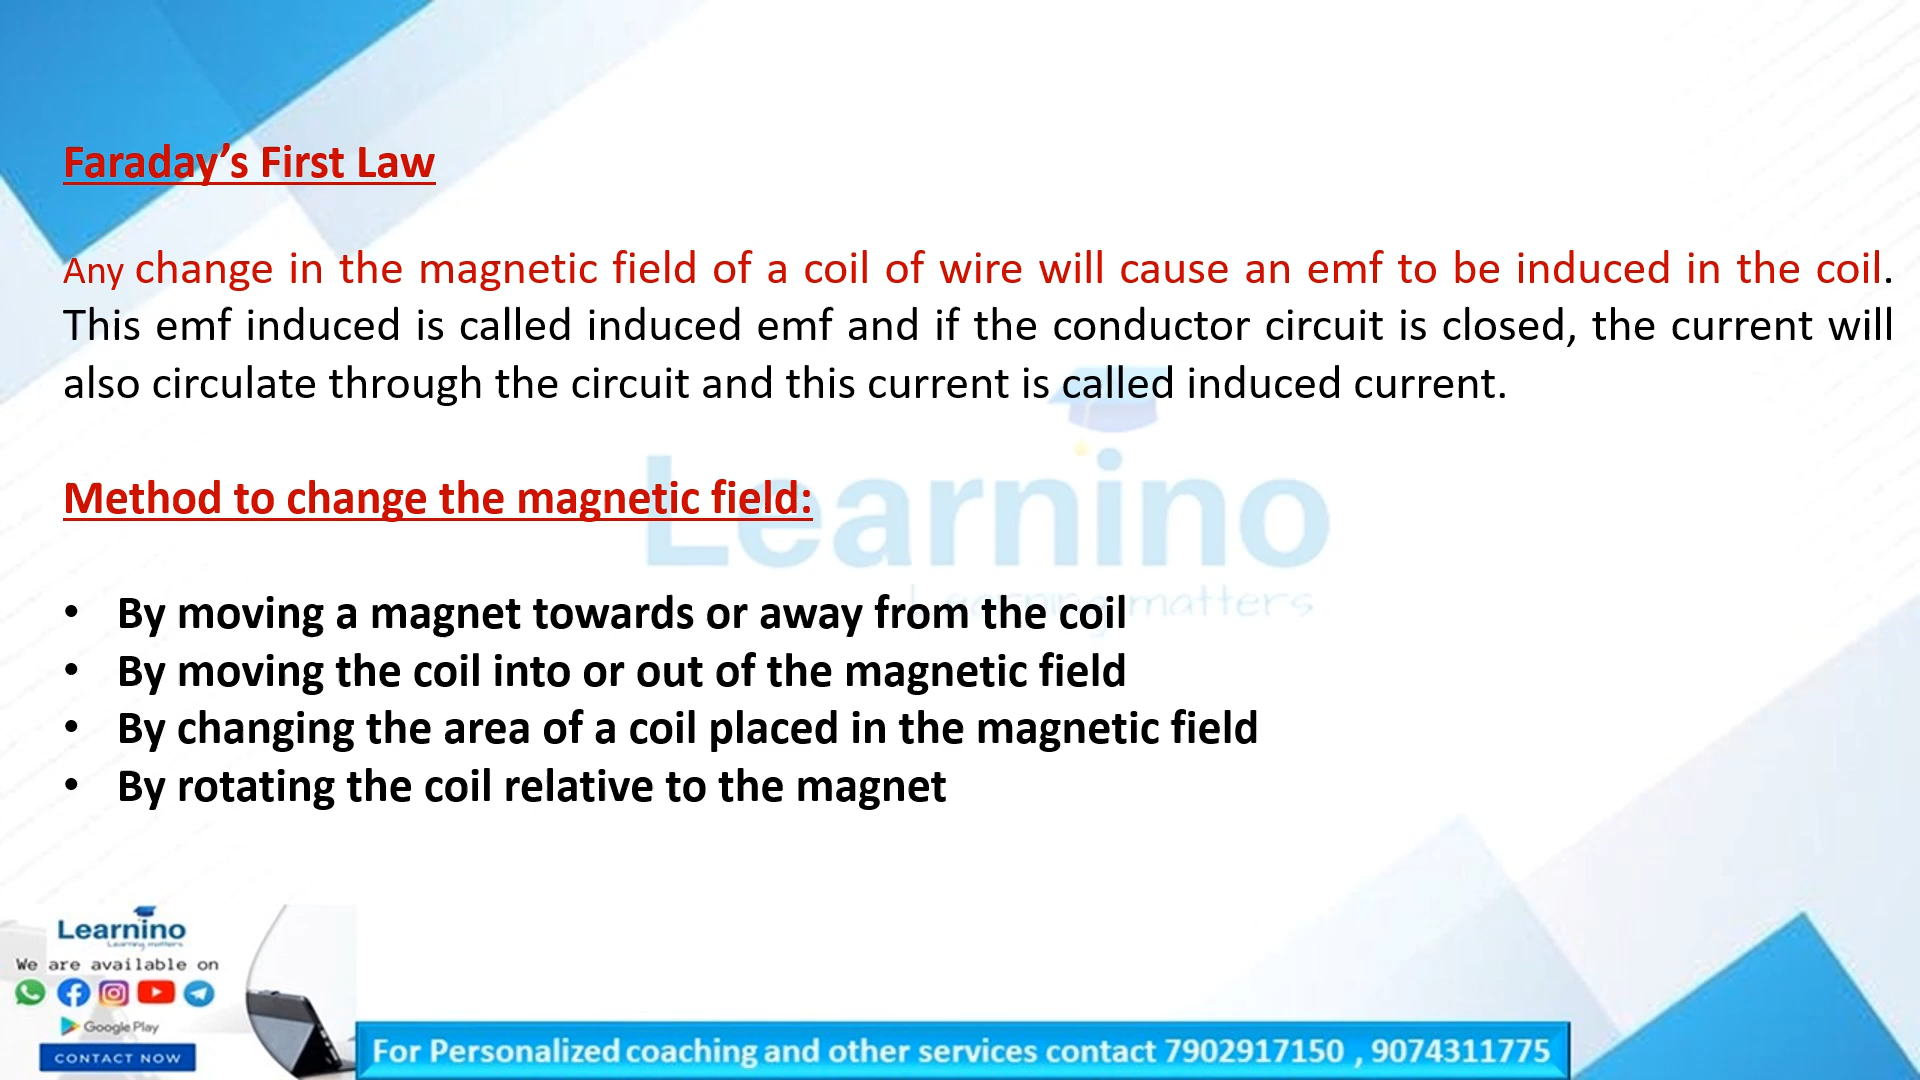 Faraday’s First Law
Any change in the magnetic field of a coil of wire will cause an emf to be induced in the coil.
This emf induced is called induced emf and if the conductor circuit is closed, the current will
also circulate through the circuit and this current is called induced current.
Method to change the magnetic field:
Learnino
Learning matters
• By moving a magnet towards or away from the coil
• By moving the coil into or out of the magnetic field
• By changing the area of a coil placed in the magnetic field
• By rotating the coil relative to the magnet
Learnino
Learning matters
We are available on
Google Play
CONTACT NOW
For Personalized coaching and other services contact 7902917150 , 9074311775